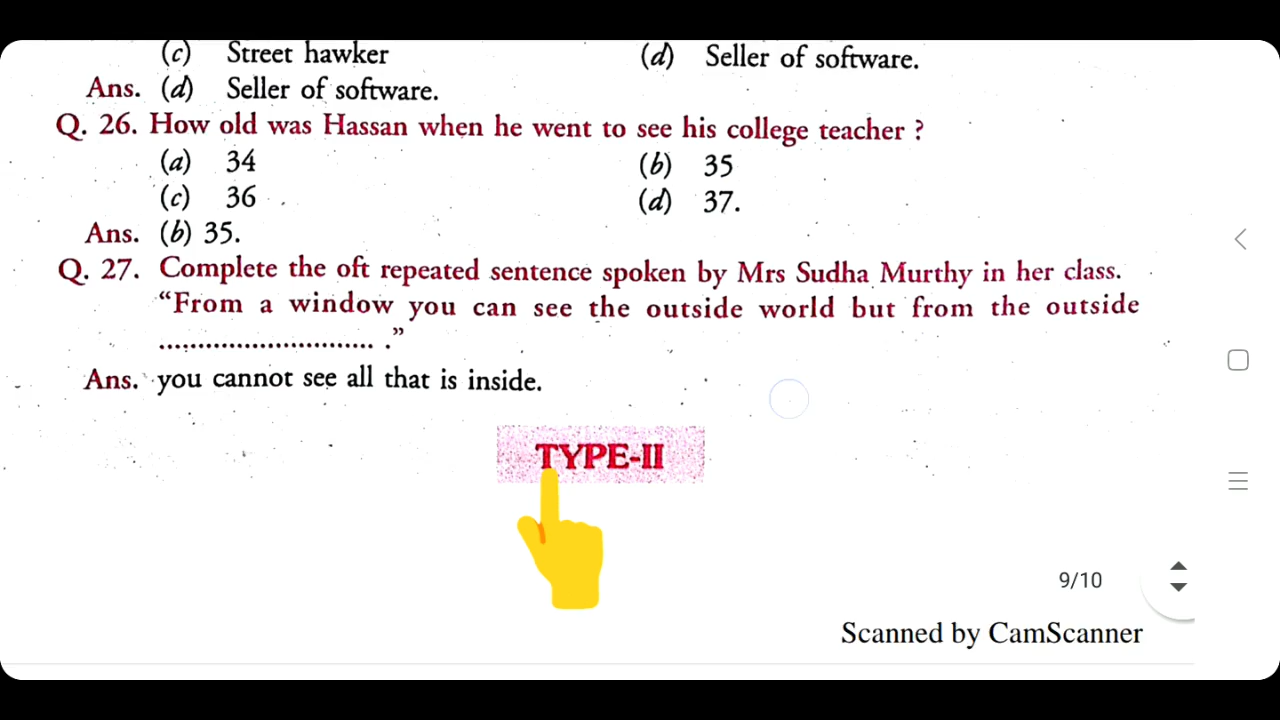 (c) Street hawker (d) Seller of software.
Ans. (d) Seller of software.
Q. 26. How old was Hassan when he went to see his college teacher ?
(a) 34 (b) 35
(c) 36 (d) 37.
Ans. (b) 35.
Q. 27. Complete the oft repeated sentence spoken by Mrs Sudha Murthy in her class.
“From a window you can see the outside world but from the outside
............................ .”
Ans. you cannot see all that is inside.
TYPE-II
9/10
Scanned by CamScanner